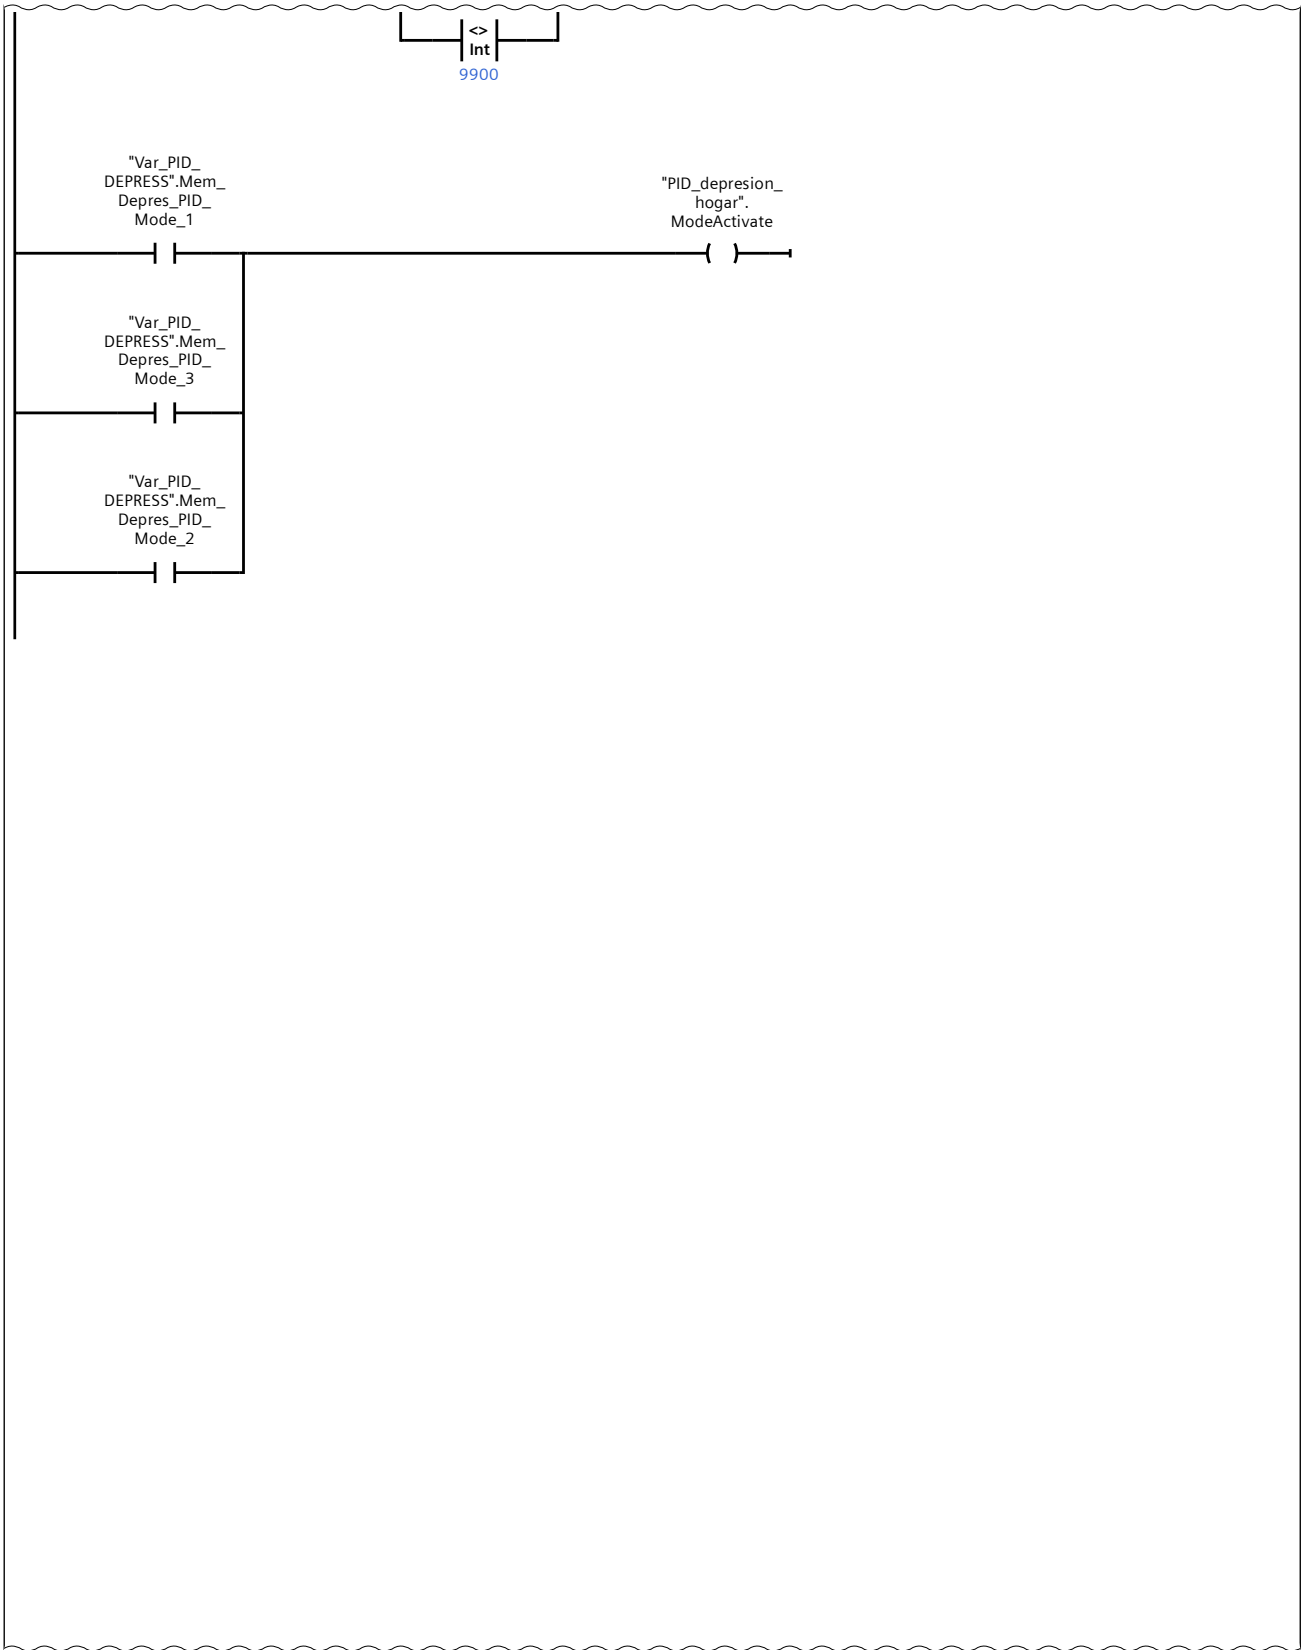 <>
Int
9900
"Var_PID_
DEPRESS".Mem_
Depres_PID_
Mode_1
"PID_depresion_
hogar".
ModeActivate
"Var_PID_
DEPRESS".Mem_
Depres_PID_
Mode_3
"Var_PID_
DEPRESS".Mem_
Depres_PID_
Mode_2